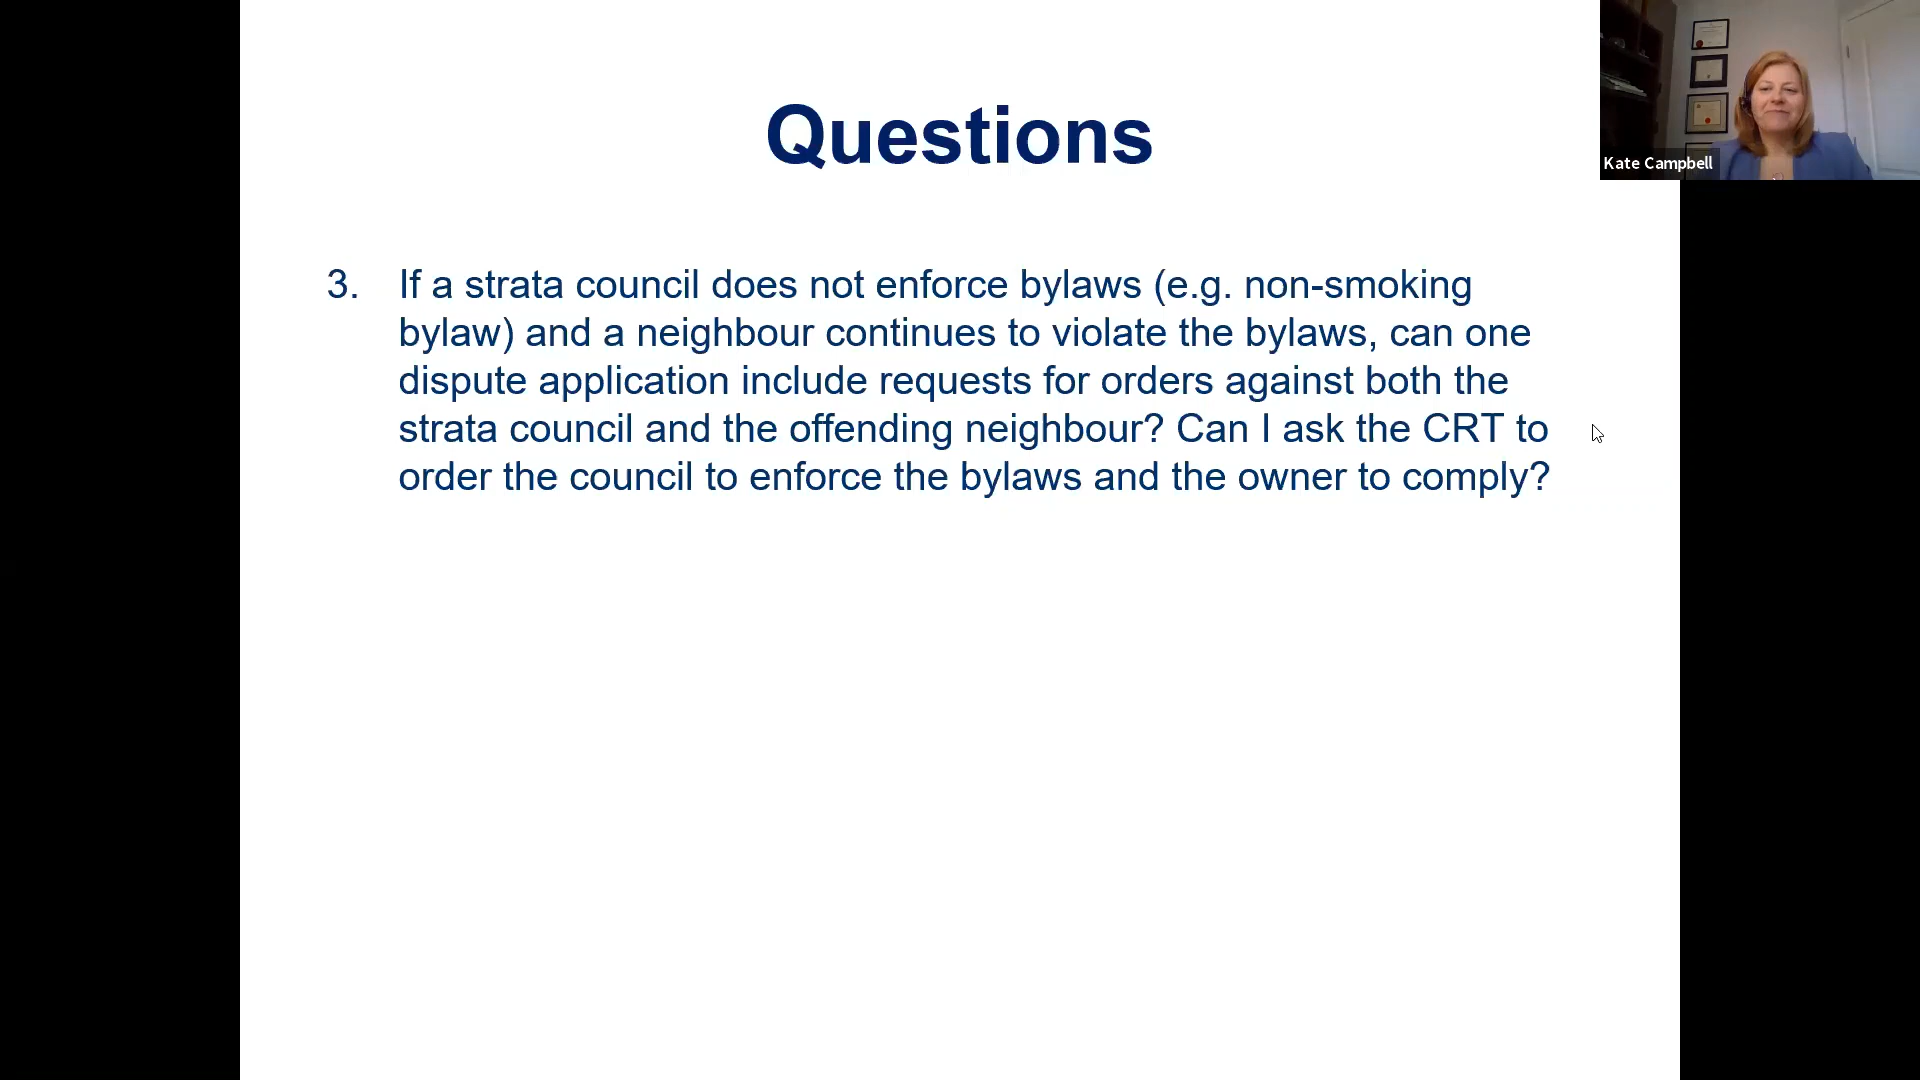 Questions
Kate Campbell
3. If a strata council does not enforce bylaws (e.g. non-smoking
bylaw) and a neighbour continues to violate the bylaws, can one
dispute application include requests for orders against both the
strata council and the offending neighbour? Can I ask the CRT to
order the council to enforce the bylaws and the owner to comply?